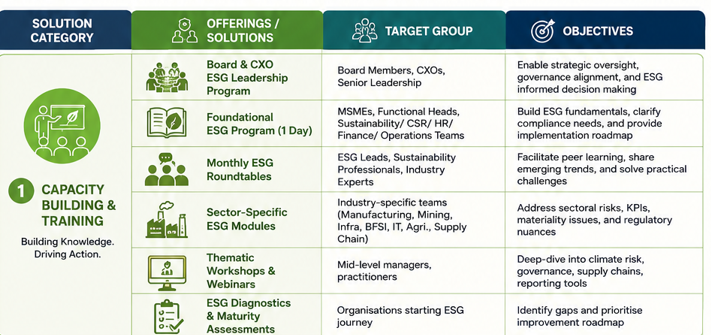 SOLUTION
CATEGORY
OFFERINGS /
SOLUTIONS
TARGET GROUP
OBJECTIVES
1 CAPACITY
BUILDING &
TRAINING
Building Knowledge.
Driving Action.
Board & CXO
ESG Leadership
Program
Board Members, CXOs,
Senior Leadership
Enable strategic oversight,
governance alignment, and ESG
informed decision making
Foundational
ESG Program (1 Day)
MSMEs, Functional Heads,
Sustainability/ CSR/ HR/
Finance/ Operations Teams
Build ESG fundamentals, clarify
compliance needs, and provide
implementation roadmap
Monthly ESG
Roundtables
ESG Leads, Sustainability
Professionals, Industry
Experts
Facilitate peer learning, share
emerging trends, and solve practical
challenges
Sector-Specific
ESG Modules
Industry-specific teams
(Manufacturing, Mining,
Infra, BFSI, IT, Agri., Supply
Chain)
Address sectoral risks, KPIs,
materiality issues, and regulatory
nuances
Thematic
Workshops &
Webinars
Mid-level managers,
practitioners
Deep-dive into climate risk,
governance, supply chains,
reporting tools
ESG Diagnostics
& Maturity
Assessments
Organisations starting ESG
journey
Identify gaps and prioritise
improvement roadmap